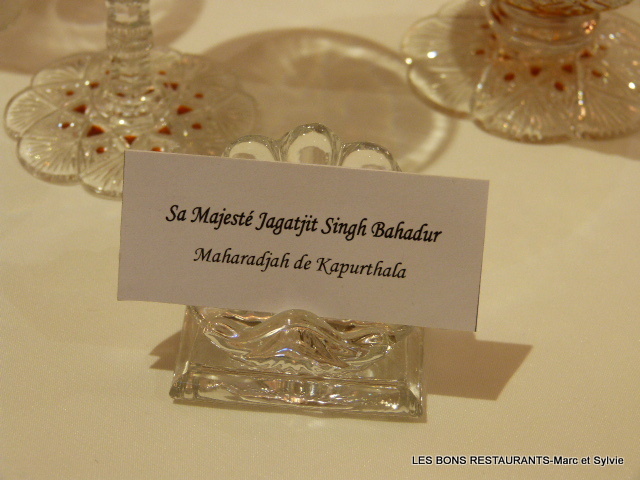 Sa Majesté Jagatjit Singh Bahadur
Maharadjah de Kapurthala
LES BONS RESTAURANTS-Marc et Sylvie